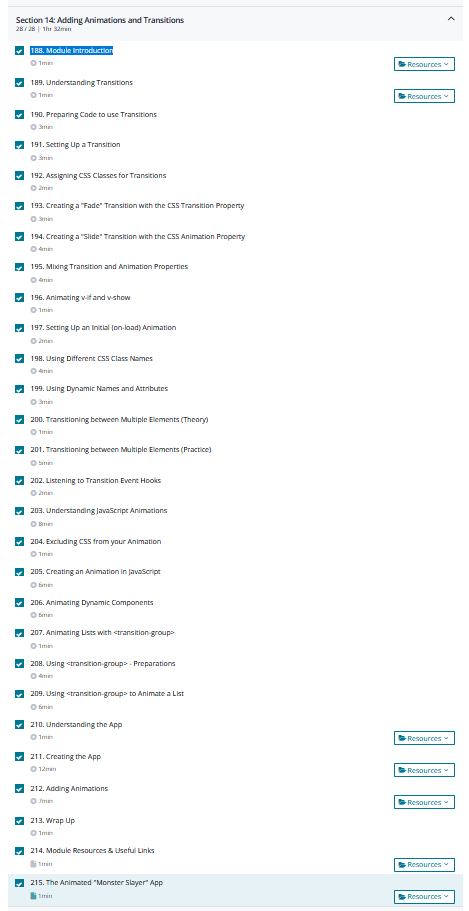 Section 14: Adding Animations and Transitions
28 / 28 | 1hr 32min
188. Module Introduction
1min
Resources
189. Understanding Transitions
1min
Resources
190. Preparing Code to use Transitions
3min
191. Setting Up a Transition
3min
192. Assigning CSS Classes for Transitions
2min
193. Creating a "Fade" Transition with the CSS Transition Property
3min
194. Creating a "Slide" Transition with the CSS Animation Property
4min
195. Mixing Transition and Animation Properties
4min
196. Animating v-if and v-show
1min
197. Setting Up an Initial (on-load) Animation
2min
198. Using Different CSS Class Names
4min
199. Using Dynamic Names and Attributes
3min
200. Transitioning between Multiple Elements (Theory)
1min
201. Transitioning between Multiple Elements (Practice)
5min
202. Listening to Transition Event Hooks
2min
203. Understanding JavaScript Animations
8min
204. Excluding CSS from your Animation
1min
205. Creating an Animation in JavaScript
6min
206. Animating Dynamic Components
6min
207. Animating Lists with <transition-group>
1min
208. Using <transition-group> - Preparations
4min
209. Using <transition-group> to Animate a List
6min
210. Understanding the App
1min
Resources
211. Creating the App
12min
Resources
212. Adding Animations
7min
Resources
213. Wrap Up
1min
214. Module Resources & Useful Links
1min
Resources
215. The Animated "Monster Slayer" App
1min
Resources